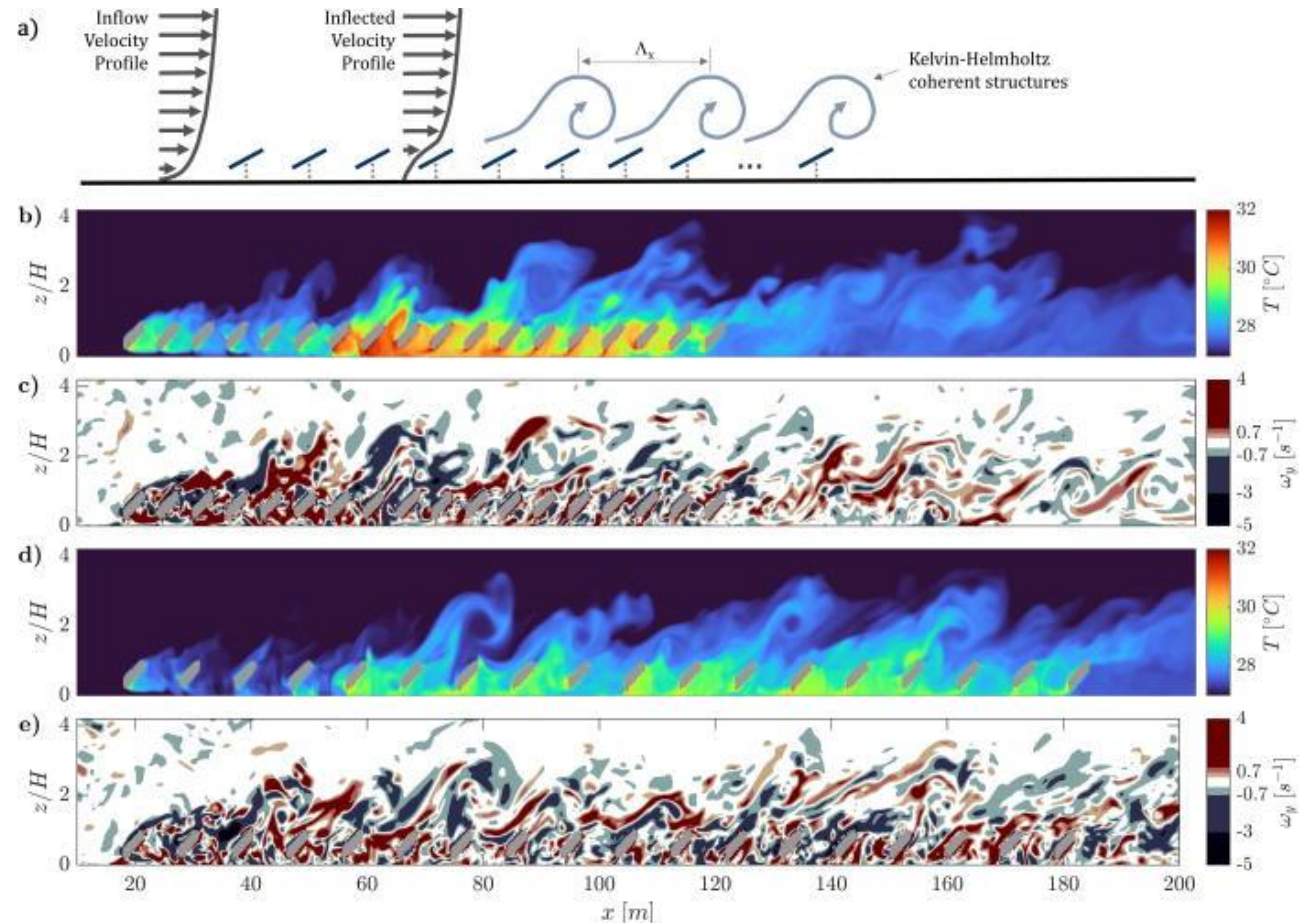 a)
Inflow
Velocity
Profile
Inflected
Velocity
Profile
Λx
Kelvin-Helmholtz
coherent structures
...
b)
4
2
0
z/H
32
30
28
T [°C]
c)
4
2
0
z/H
4
0.7
-0.7
-3
-5
ωy [s⁻¹]
d)
4
2
0
z/H
32
30
28
T [°C]
e)
4
2
0
z/H
4
0.7
-0.7
-3
-5
ωy [s⁻¹]
20 40 60 80 100 120 140 160 180 200
x [m]